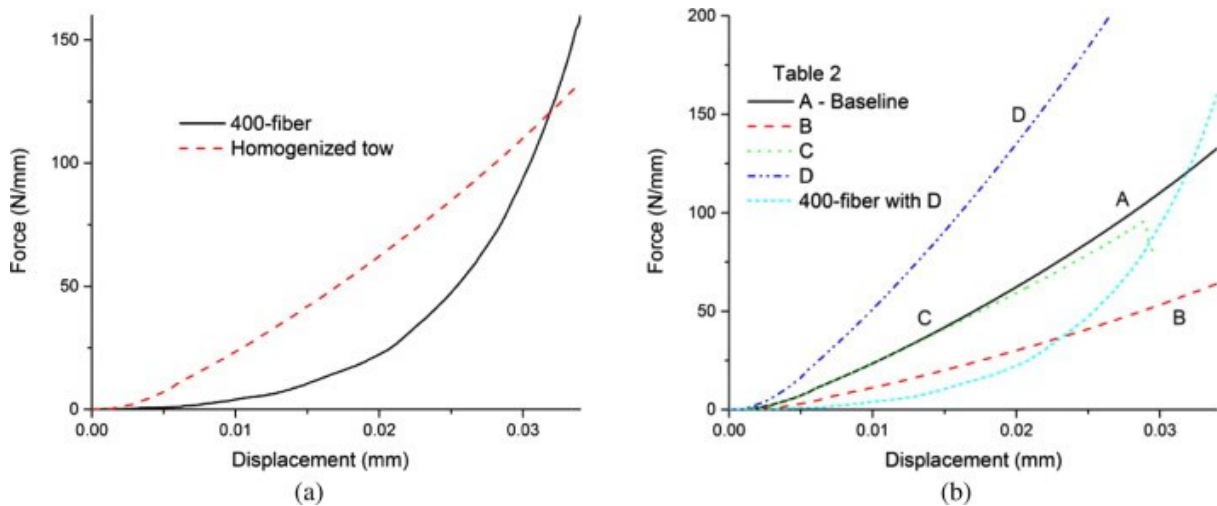 150
100
50
0
Force (N/mm)
400-fiber
Homogenized tow
0.00
0.01
0.02
0.03
Displacement (mm)
(a)
200
150
100
50
0
Force (N/mm)
Table 2
A - Baseline
B
C
D
400-fiber with D
D
A
C
B
0.00
0.01
0.02
0.03
Displacement (mm)
(b)